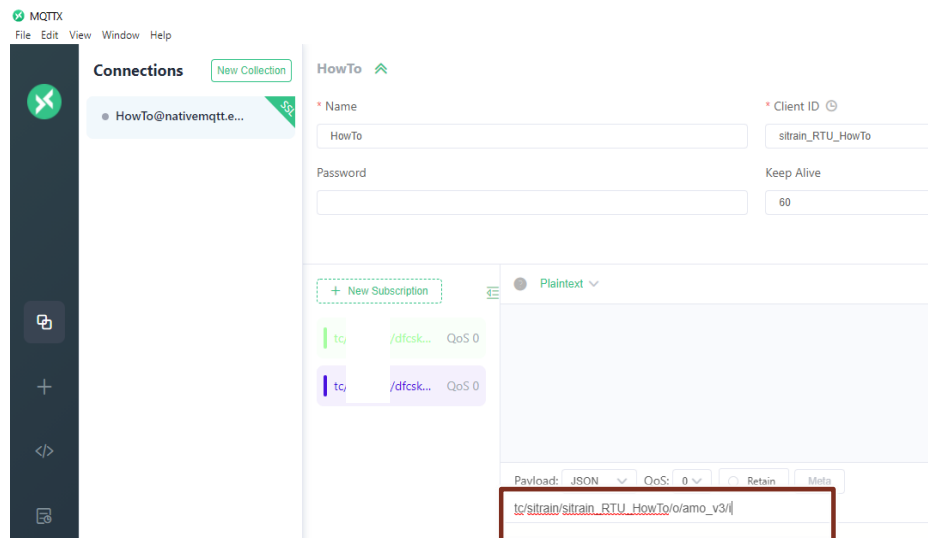 MQTTX
File Edit View Window Help
Connections
New Collection
HowTo@nativemqtt.e...
SSL
HowTo
* Name
* Client ID
HowTo
sitrain_RTU_HowTo
Password
Keep Alive
60
+ New Subscription
Plaintext
tc/ /dfcsk... QoS 0
tc/ /dfcsk... QoS 0
Payload: JSON QoS: 0 Retain Meta
tc/sitrain/sitrain_RTU_HowTo/o/amo_v3/i